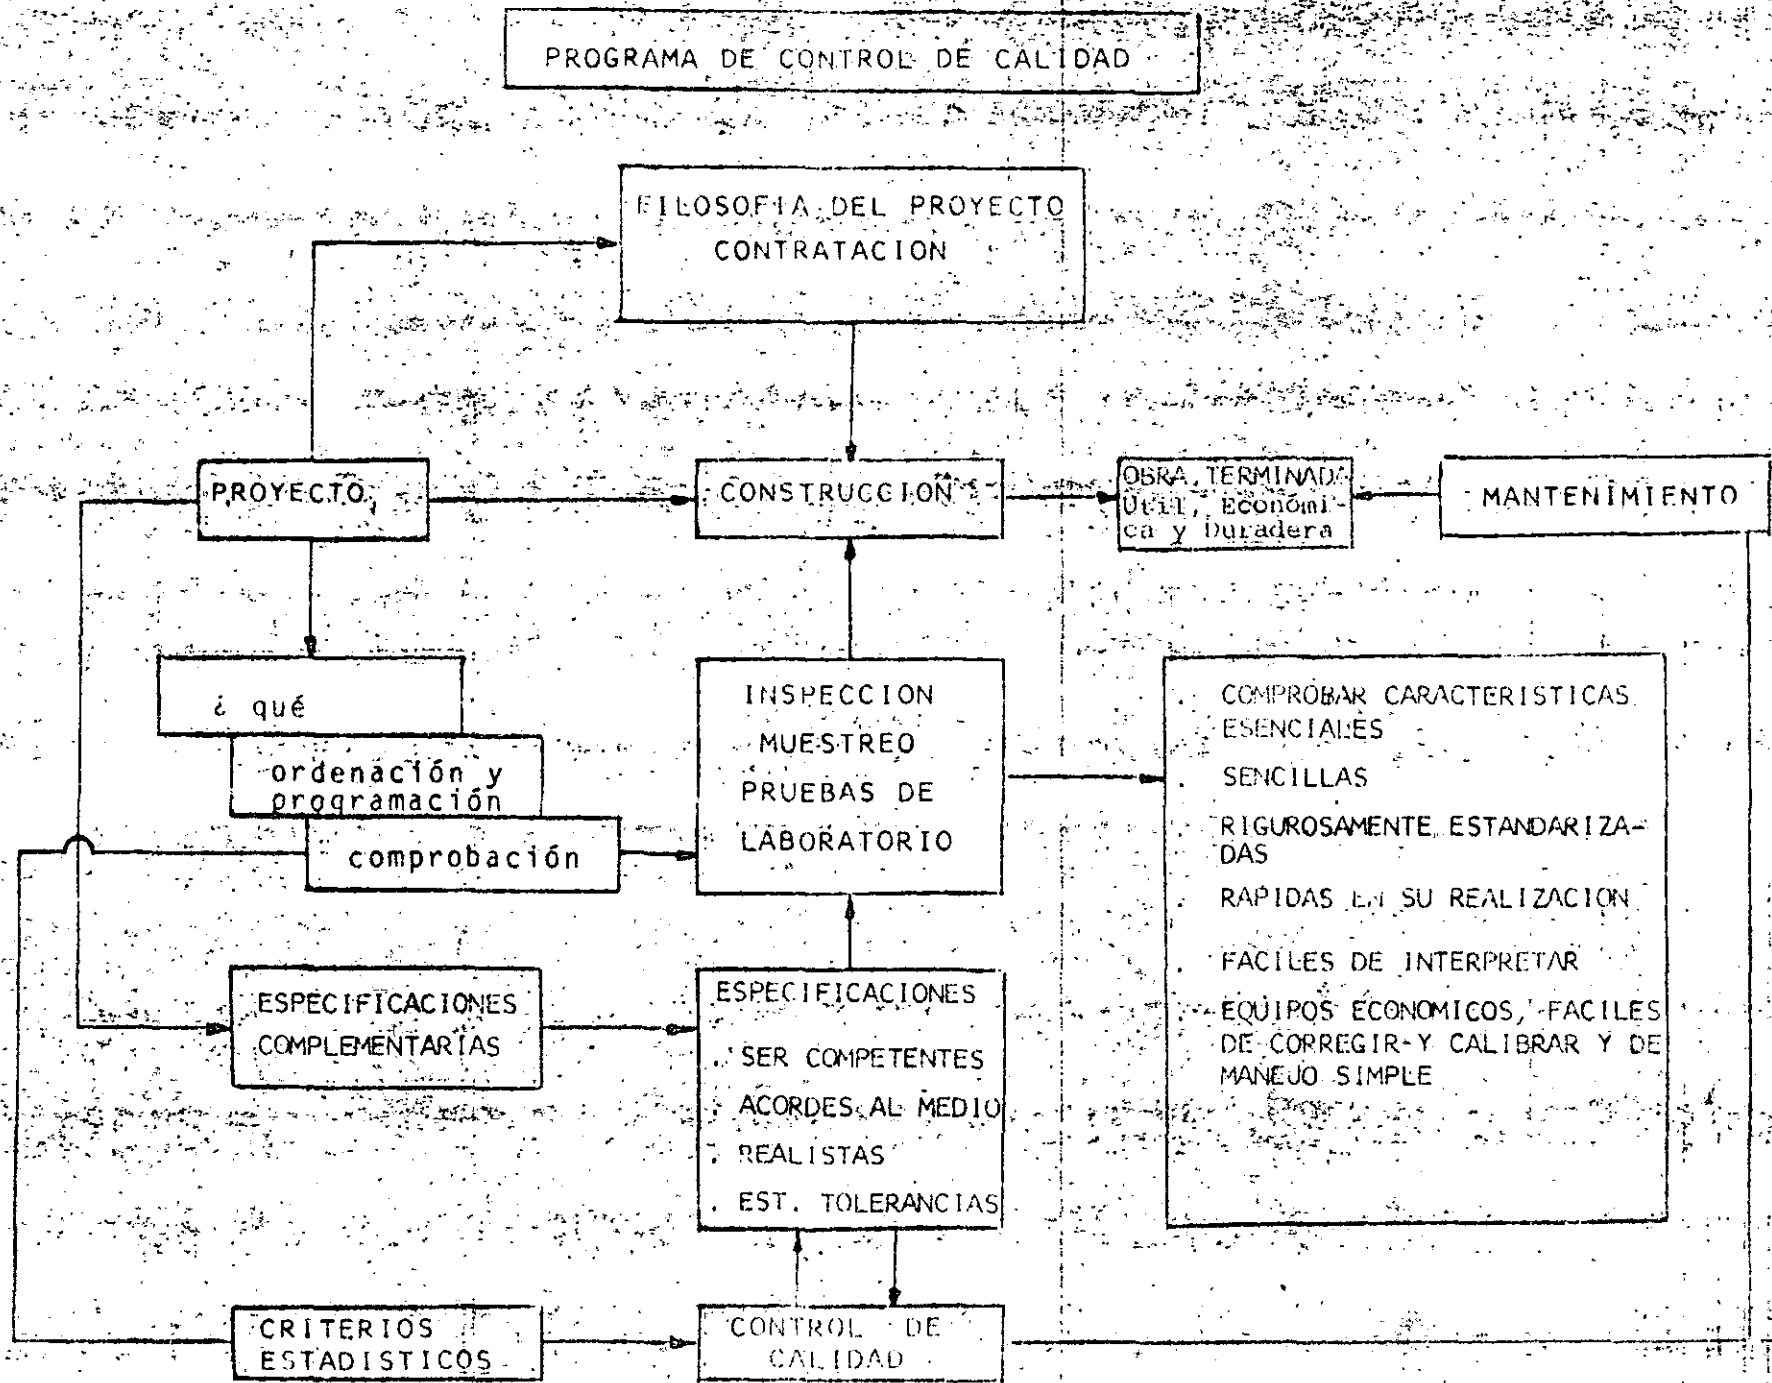 PROGRAMA DE CONTROL DE CALIDAD
FILOSOFIA DEL PROYECTO
CONTRATACION
PROYECTO
CONSTRUCCION
OBRA TERMINADA
Util, Económi-
ca y Duradera
MANTENIMIENTO
¿ qué
ordenación y
programación
comprobación
INSPECCION
MUESTREO
PRUEBAS DE
LABORATORIO
. COMPROBAR CARACTERISTICAS
ESENCIALES
. SENCILLAS
. RIGUROSAMENTE ESTANDARIZA-
DAS
. RAPIDAS EN SU REALIZACION
. FACILES DE INTERPRETAR
. EQUIPOS ECONOMICOS, FACILES
DE CORREGIR Y CALIBRAR Y DE
MANEJO SIMPLE
ESPECIFICACIONES
COMPLEMENTARIAS
ESPECIFICACIONES
. SER COMPETENTES
. ACORDES AL MEDIO
. REALISTAS
. EST. TOLERANCIAS
CRITERIOS
ESTADISTICOS
CONTROL DE
CALIDAD